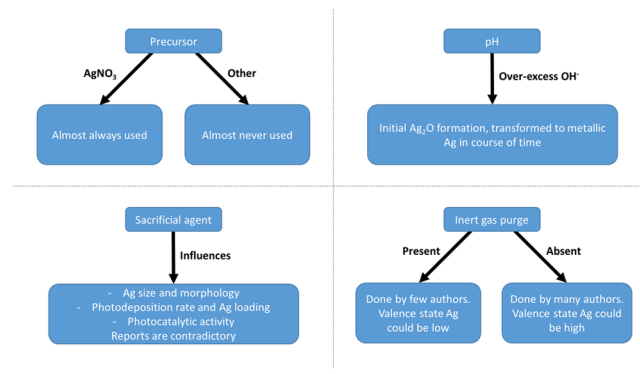 Precursor
AgNO₃
Other
Almost always used
Almost never used
pH
Over-excess OH⁻
Initial Ag₂O formation, transformed to metallic
Ag in course of time
Sacrificial agent
Influences
- Ag size and morphology
- Photodeposition rate and Ag loading
- Photocatalytic activity
Reports are contradictory
Inert gas purge
Present
Absent
Done by few authors.
Valence state Ag
could be low
Done by many authors.
Valence state Ag could
be high